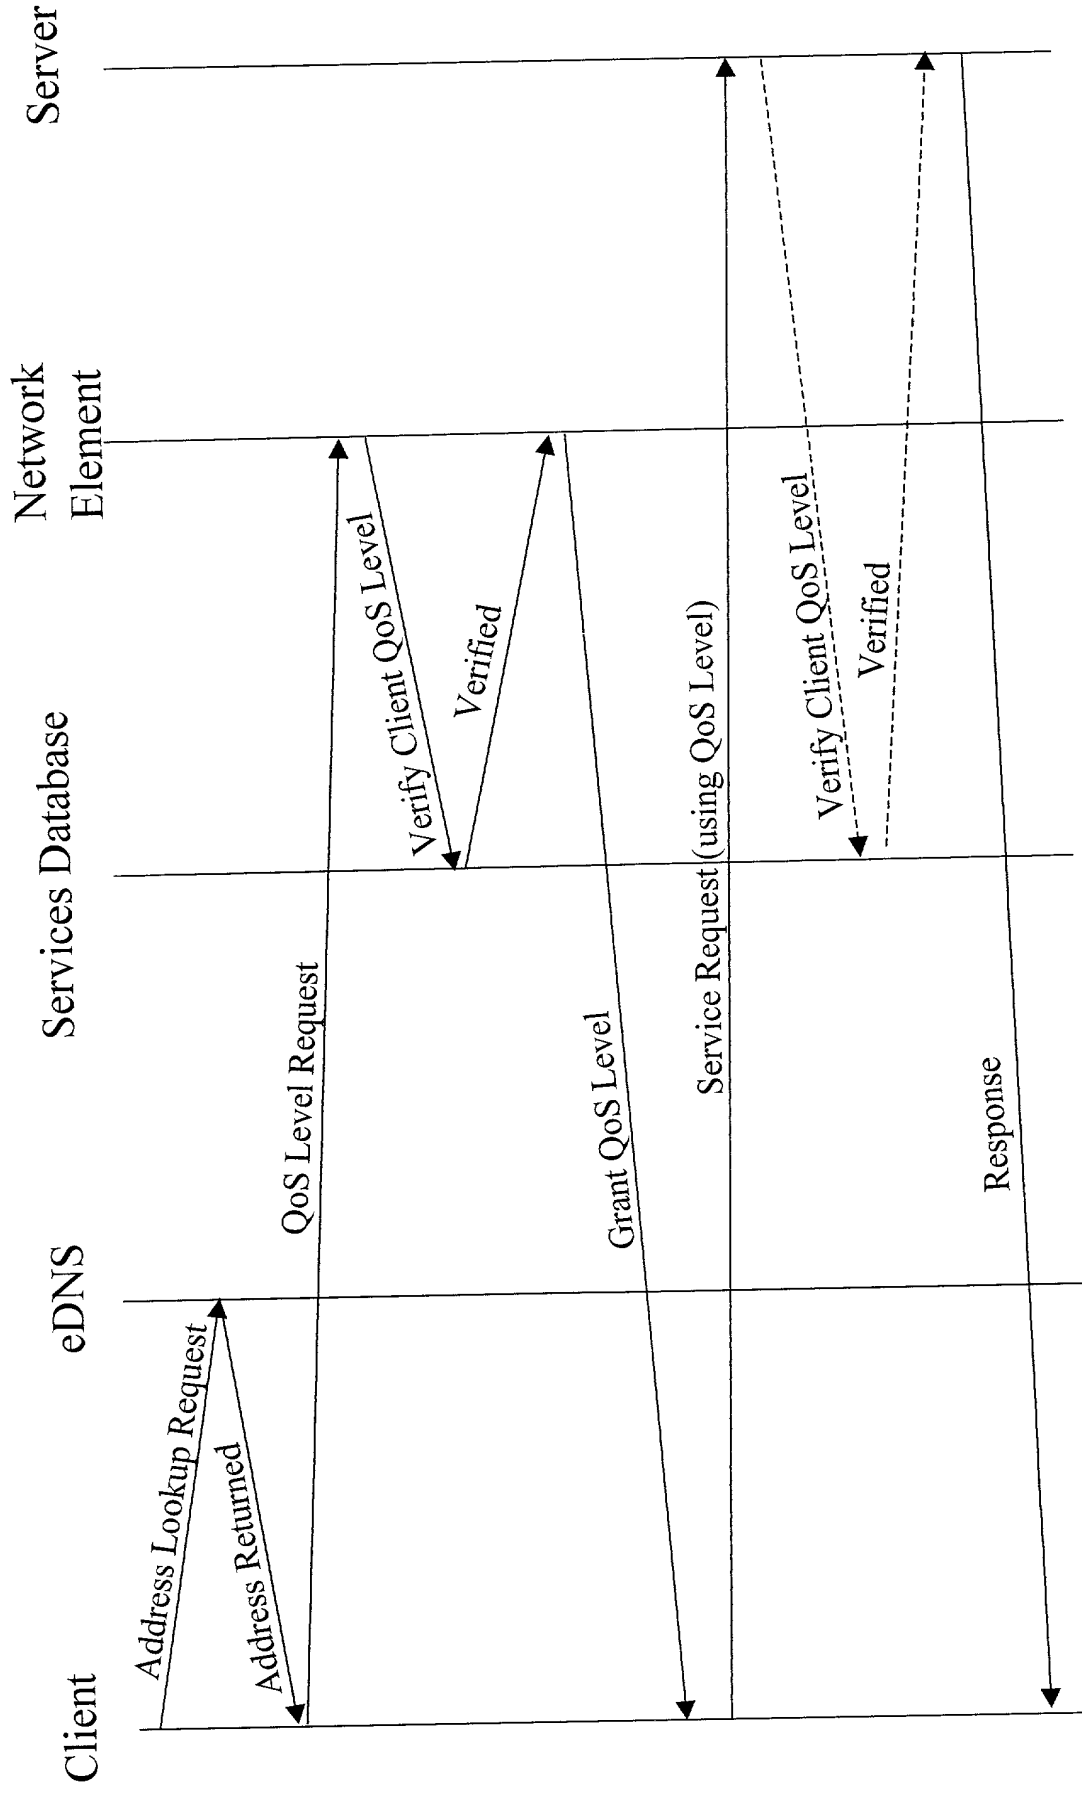 Client
eDNS
Services Database
Network
Element
Server
Address Lookup Request
Address Returned
QoS Level Request
Verify Client QoS Level
Verified
Grant QoS Level
Service Request (using QoS Level)
Verify Client QoS Level
Verified
Response